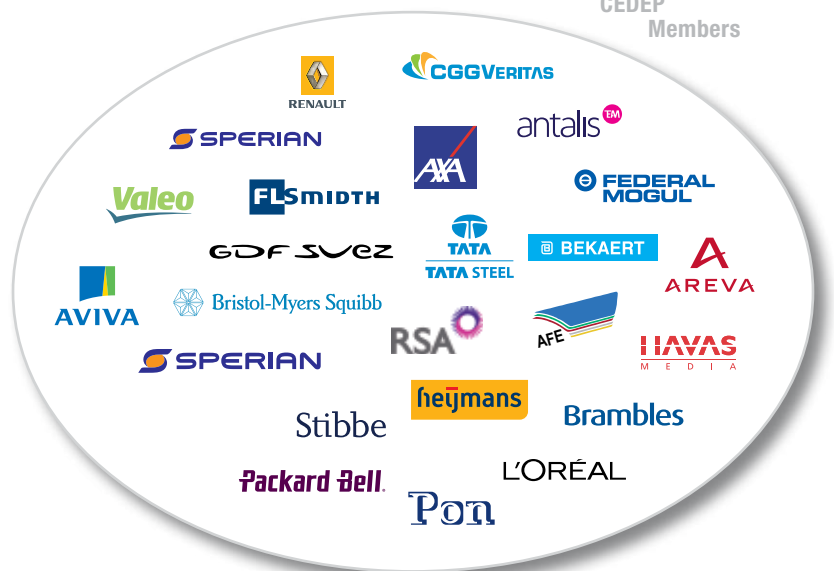 CEDEP
Members
RENAULT
CGGVERITAS
SPERIAN
antalis TM
AXA
Valeo
FLSMIDTH
FEDERAL
MOGUL
GDF SUEZ
TATA
TATA STEEL
BEKAERT
AREVA
AVIVA
Bristol-Myers Squibb
RSA
AFE
HAVAS
MEDIA
SPERIAN
heijmans
Stibbe
Brambles
Packard Bell.
L'ORÉAL
Pon